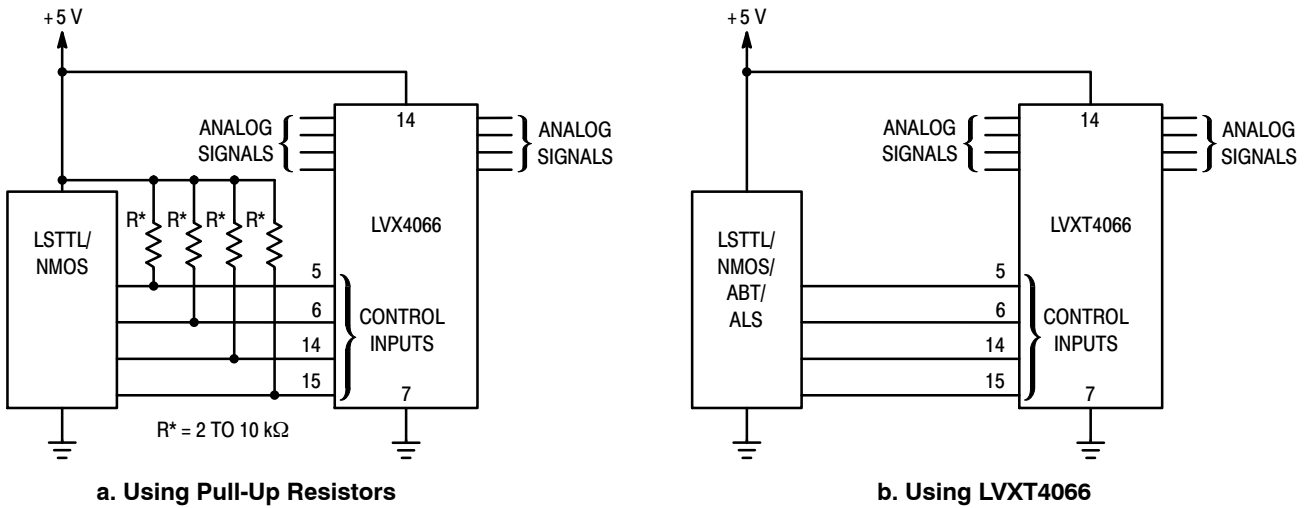 +5 V
14
ANALOG
SIGNALS
ANALOG
SIGNALS
R* R* R* R*
LSTTL/
NMOS
LVX4066
5
6
14
15
CONTROL
INPUTS
7
R* = 2 TO 10 kΩ
a. Using Pull-Up Resistors
+5 V
14
ANALOG
SIGNALS
ANALOG
SIGNALS
LVXT4066
LSTTL/
NMOS/
ABT/
ALS
5
6
14
15
CONTROL
INPUTS
7
b. Using LVXT4066